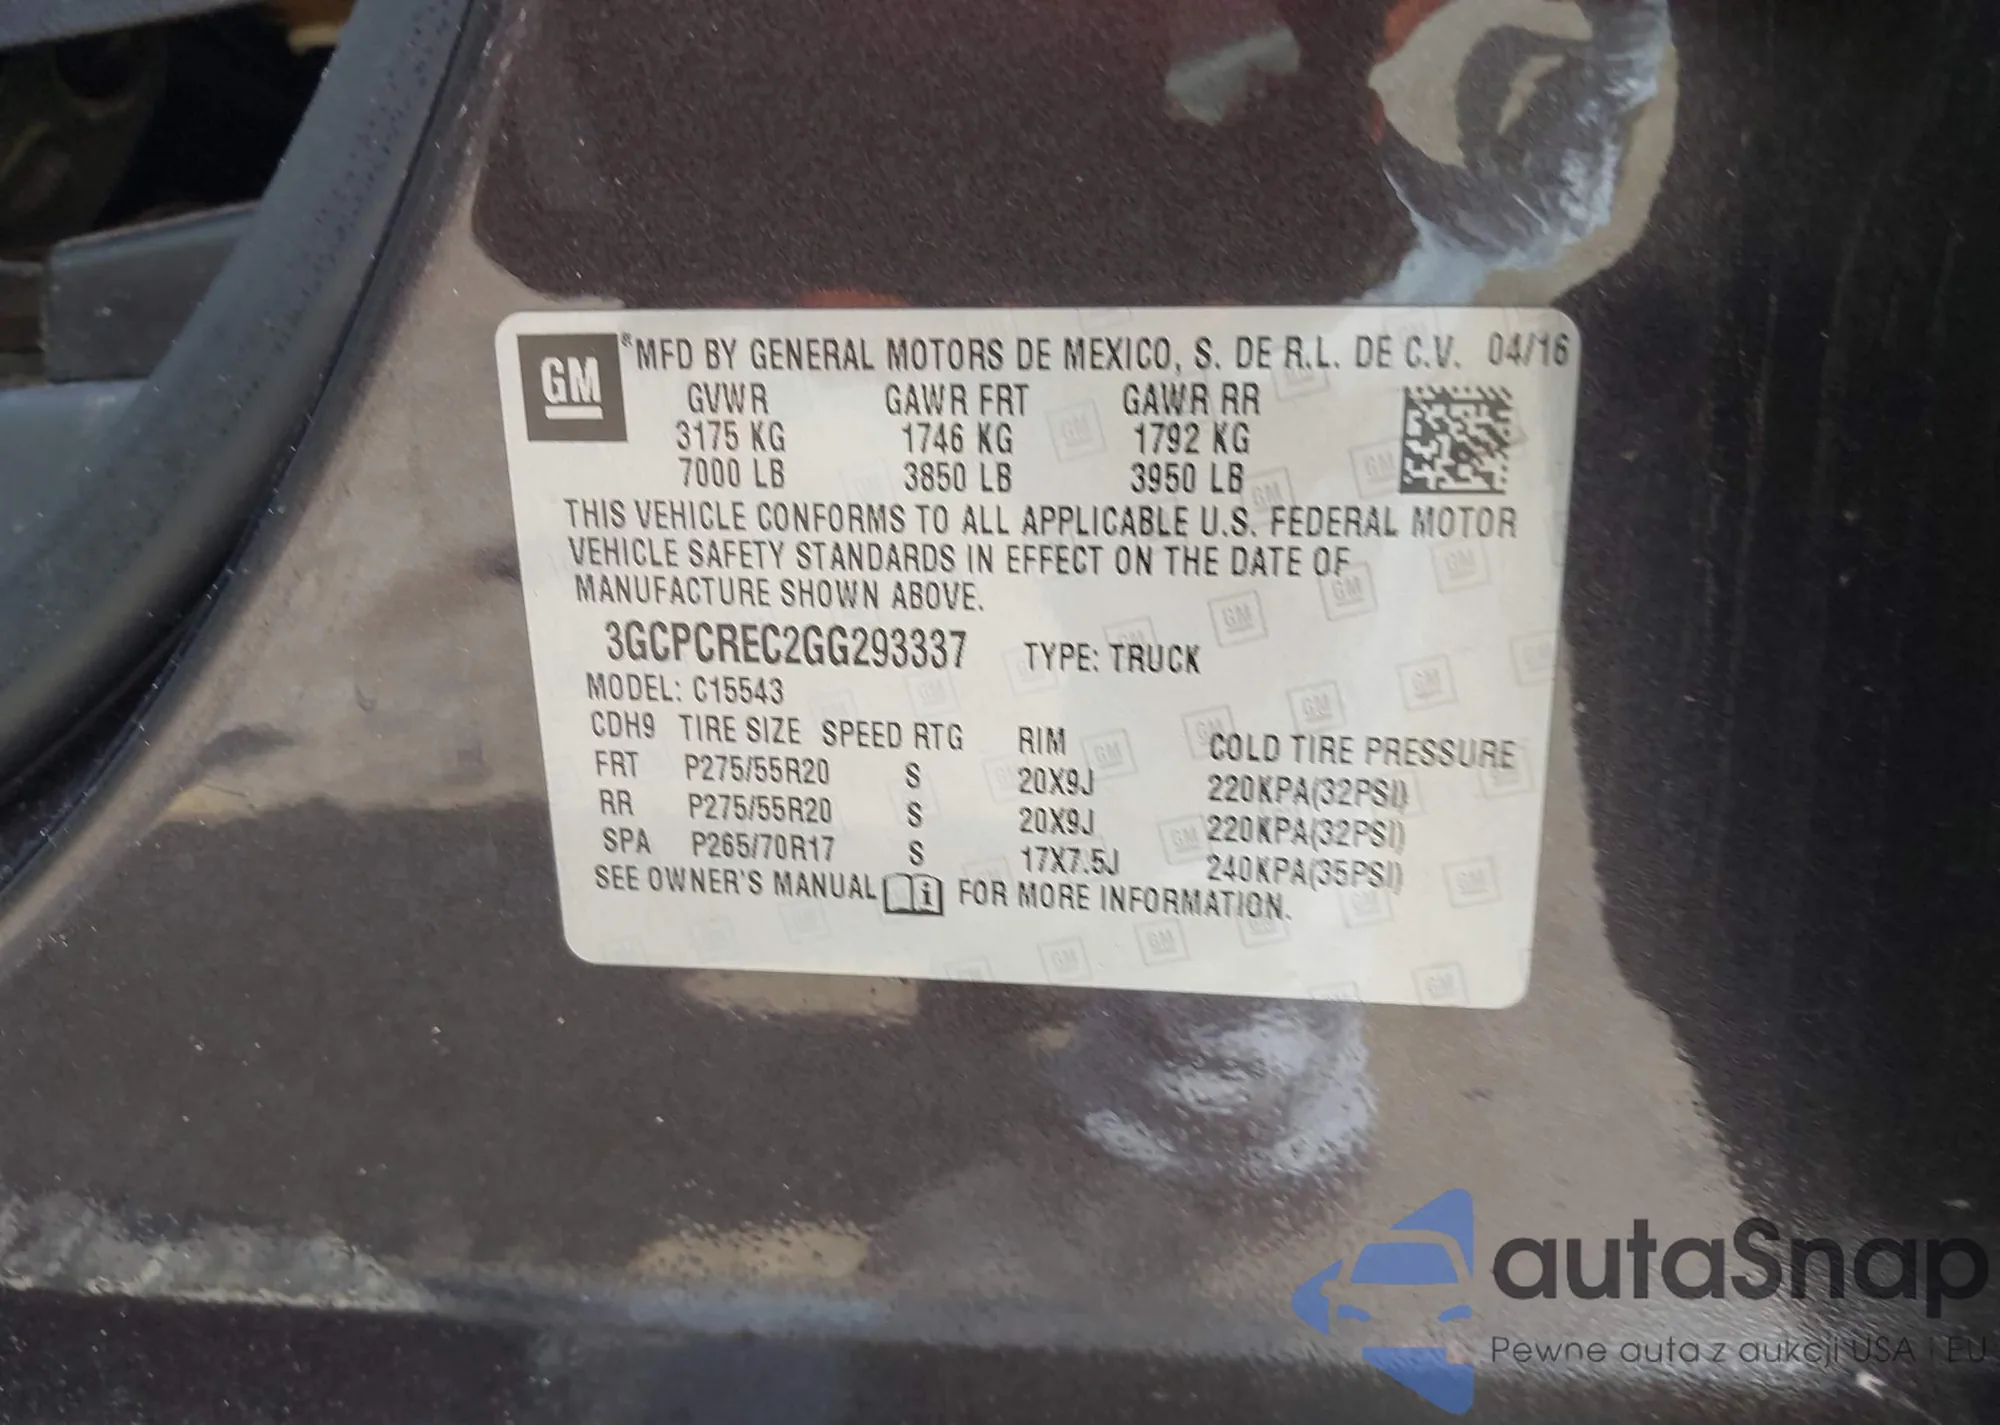 GM ® MFD BY GENERAL MOTORS DE MEXICO, S. DE R.L. DE C.V. 04/16
GVWR GAWR FRT GAWR RR
3175 KG 1746 KG 1792 KG
7000 LB 3850 LB 3950 LB
THIS VEHICLE CONFORMS TO ALL APPLICABLE U.S. FEDERAL MOTOR
VEHICLE SAFETY STANDARDS IN EFFECT ON THE DATE OF
MANUFACTURE SHOWN ABOVE.
3GCPCREC2GG293337 TYPE: TRUCK
MODEL: C15543
CDH9 TIRE SIZE SPEED RTG RIM COLD TIRE PRESSURE
FRT P275/55R20 S 20X9J 220KPA(32PSI)
RR P275/55R20 S 20X9J 220KPA(32PSI)
SPA P265/70R17 S 17X7.5J 240KPA(35PSI)
SEE OWNER'S MANUAL i FOR MORE INFORMATION.
autaSnap
Pewne auta z aukcji USA i EU